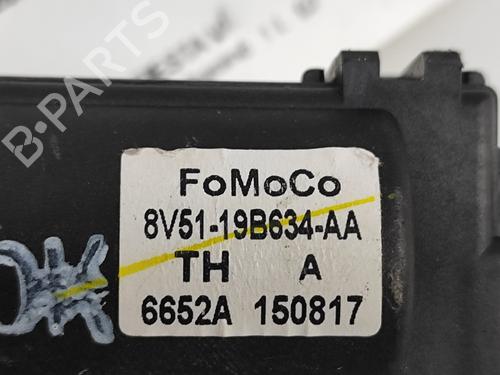 FoMoCo
8V51-19B634-AA
TH A
6652A 150817
B-PARTS